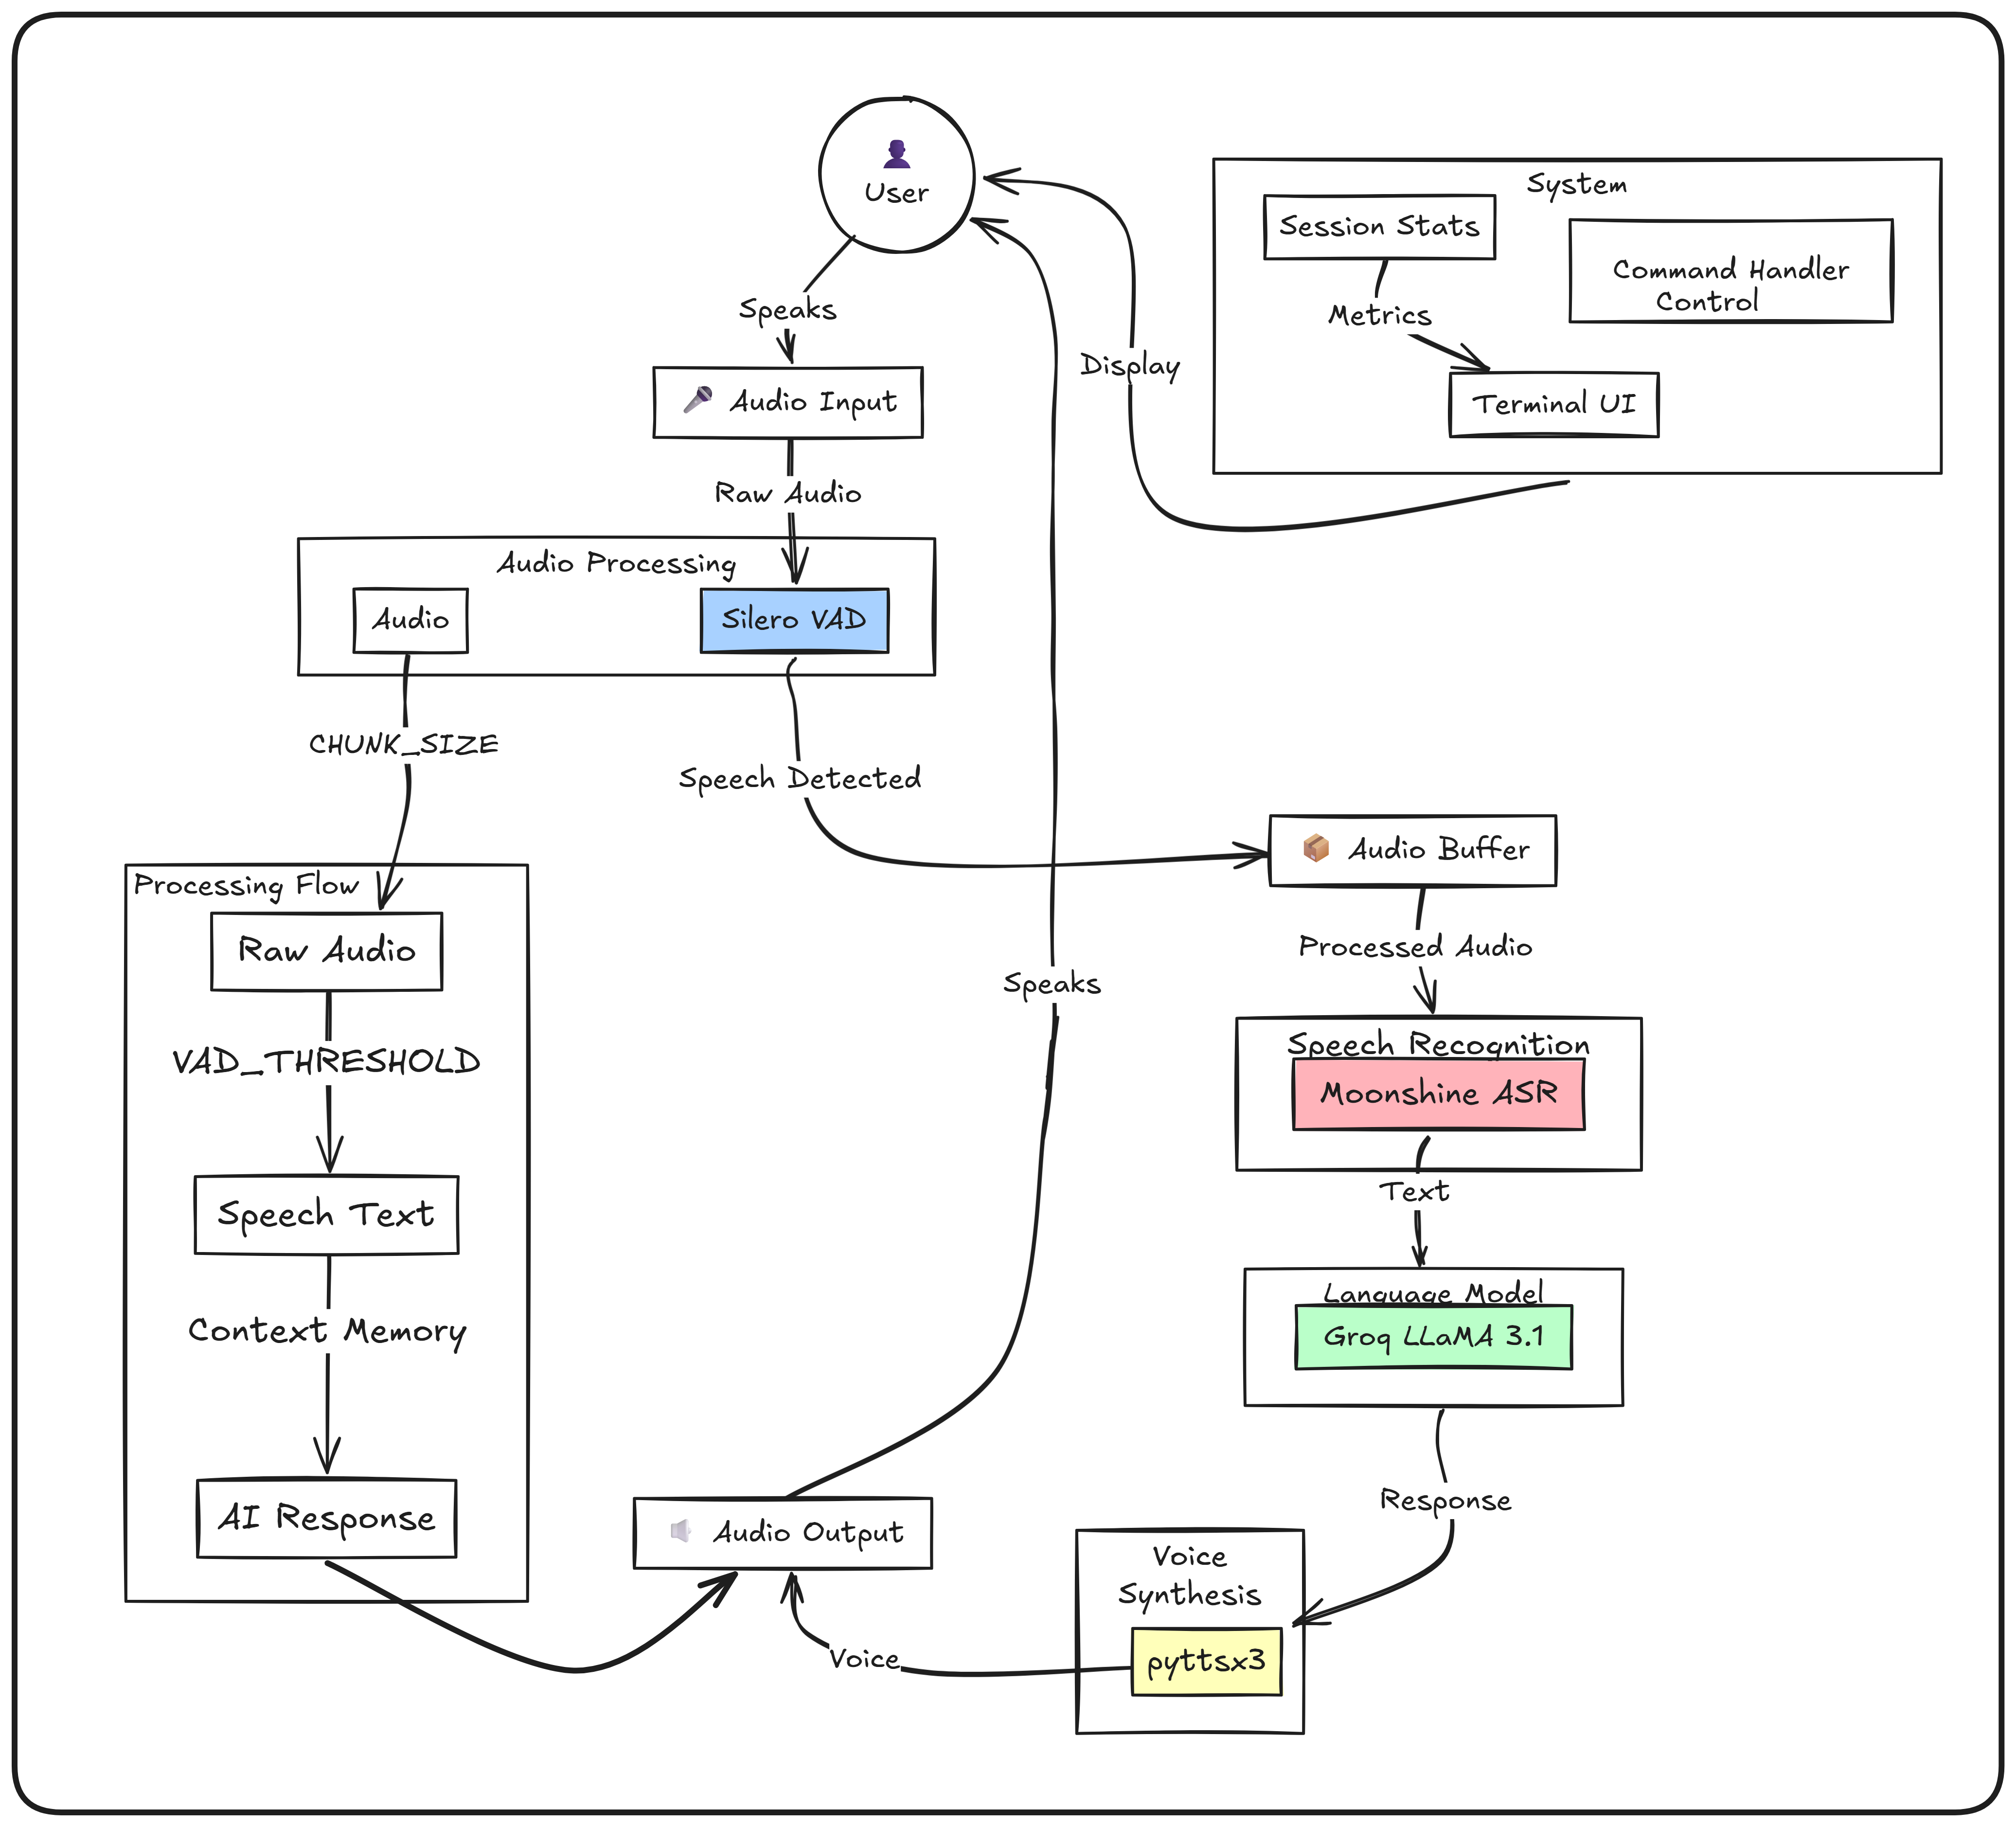 User
System
Session Stats
Command Handler
Control
Metrics
Terminal UI
Speaks
Display
Audio Input
Raw Audio
Audio Processing
Audio
Silero VAD
CHUNK_SIZE
Speech Detected
Audio Buffer
Processing Flow
Raw Audio
Processed Audio
Speaks
VAD_THRESHOLD
Speech Recognition
Moonshine ASR
Text
Speech Text
Language Model
Groq LLaMA 3.1
Context Memory
Response
AI Response
Audio Output
Voice
Synthesis
Voice
pyttsx3